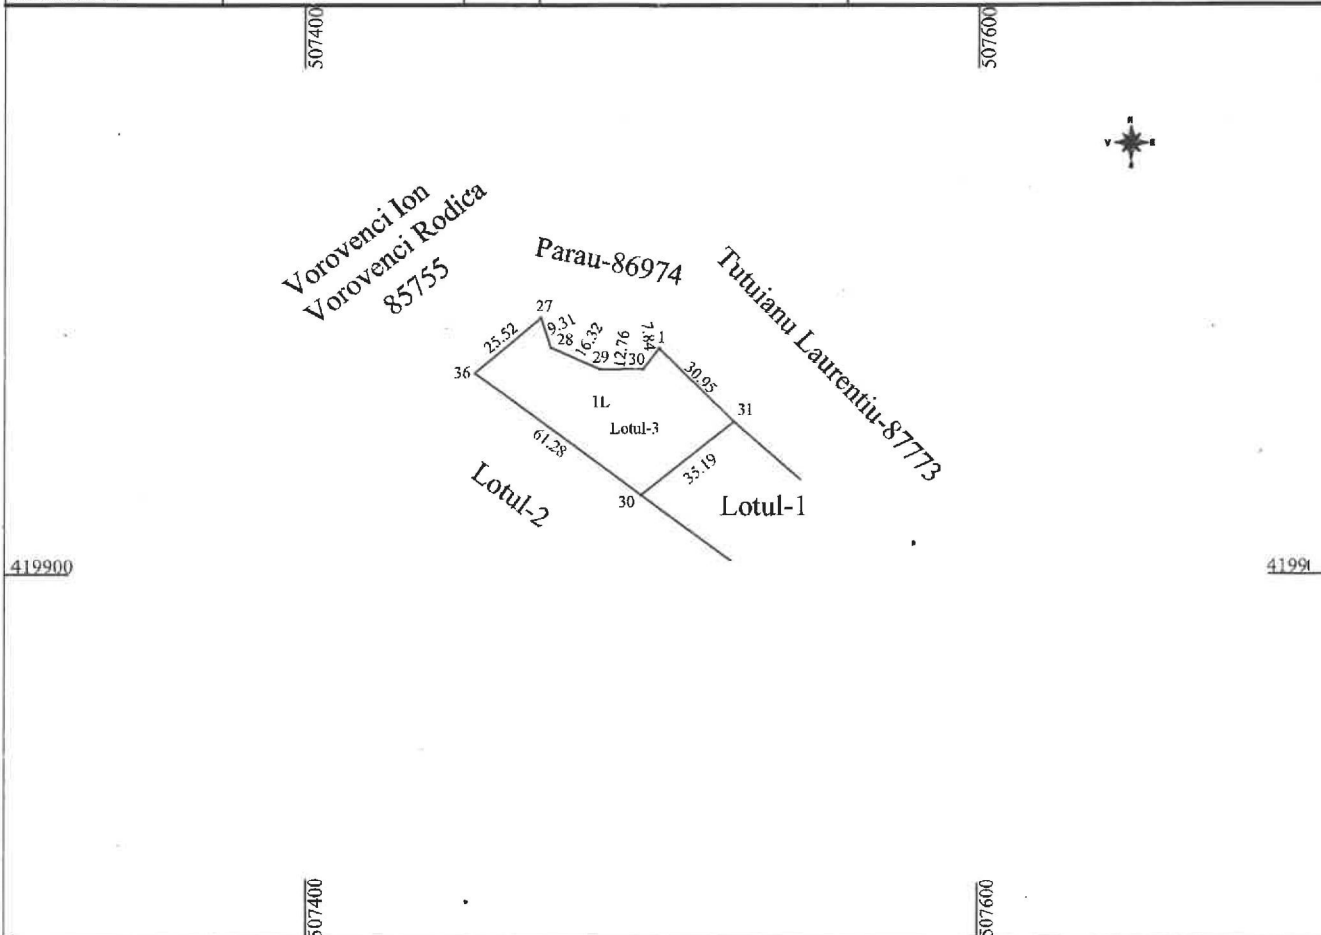 507400
507600
N
V E
S
Vorovenci Ion
Vorovenci Rodica
85755
Parau-86974
Tutuianu Laurentiu-87773
27
9.31
28
16.32
29
12.76
30
7.84
1
25.52
36
30.95
31
1L
Lotul-3
61.28
35.19
30
Lotul-2
Lotul-1
419900
4199
507400
507600